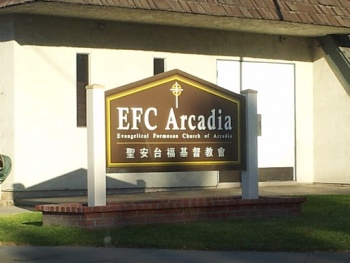 EFC Arcadia
Evangelical Formosan Church of Arcadia
聖安台福基督教會